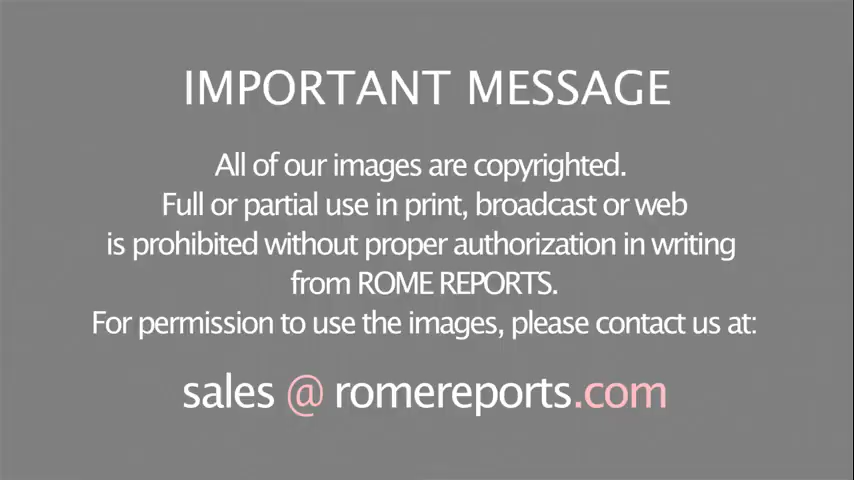 IMPORTANT MESSAGE
All of our images are copyrighted.
Full or partial use in print, broadcast or web
is prohibited without proper authorization in writing
from ROME REPORTS.
For permission to use the images, please contact us at:
sales @ romereports.com